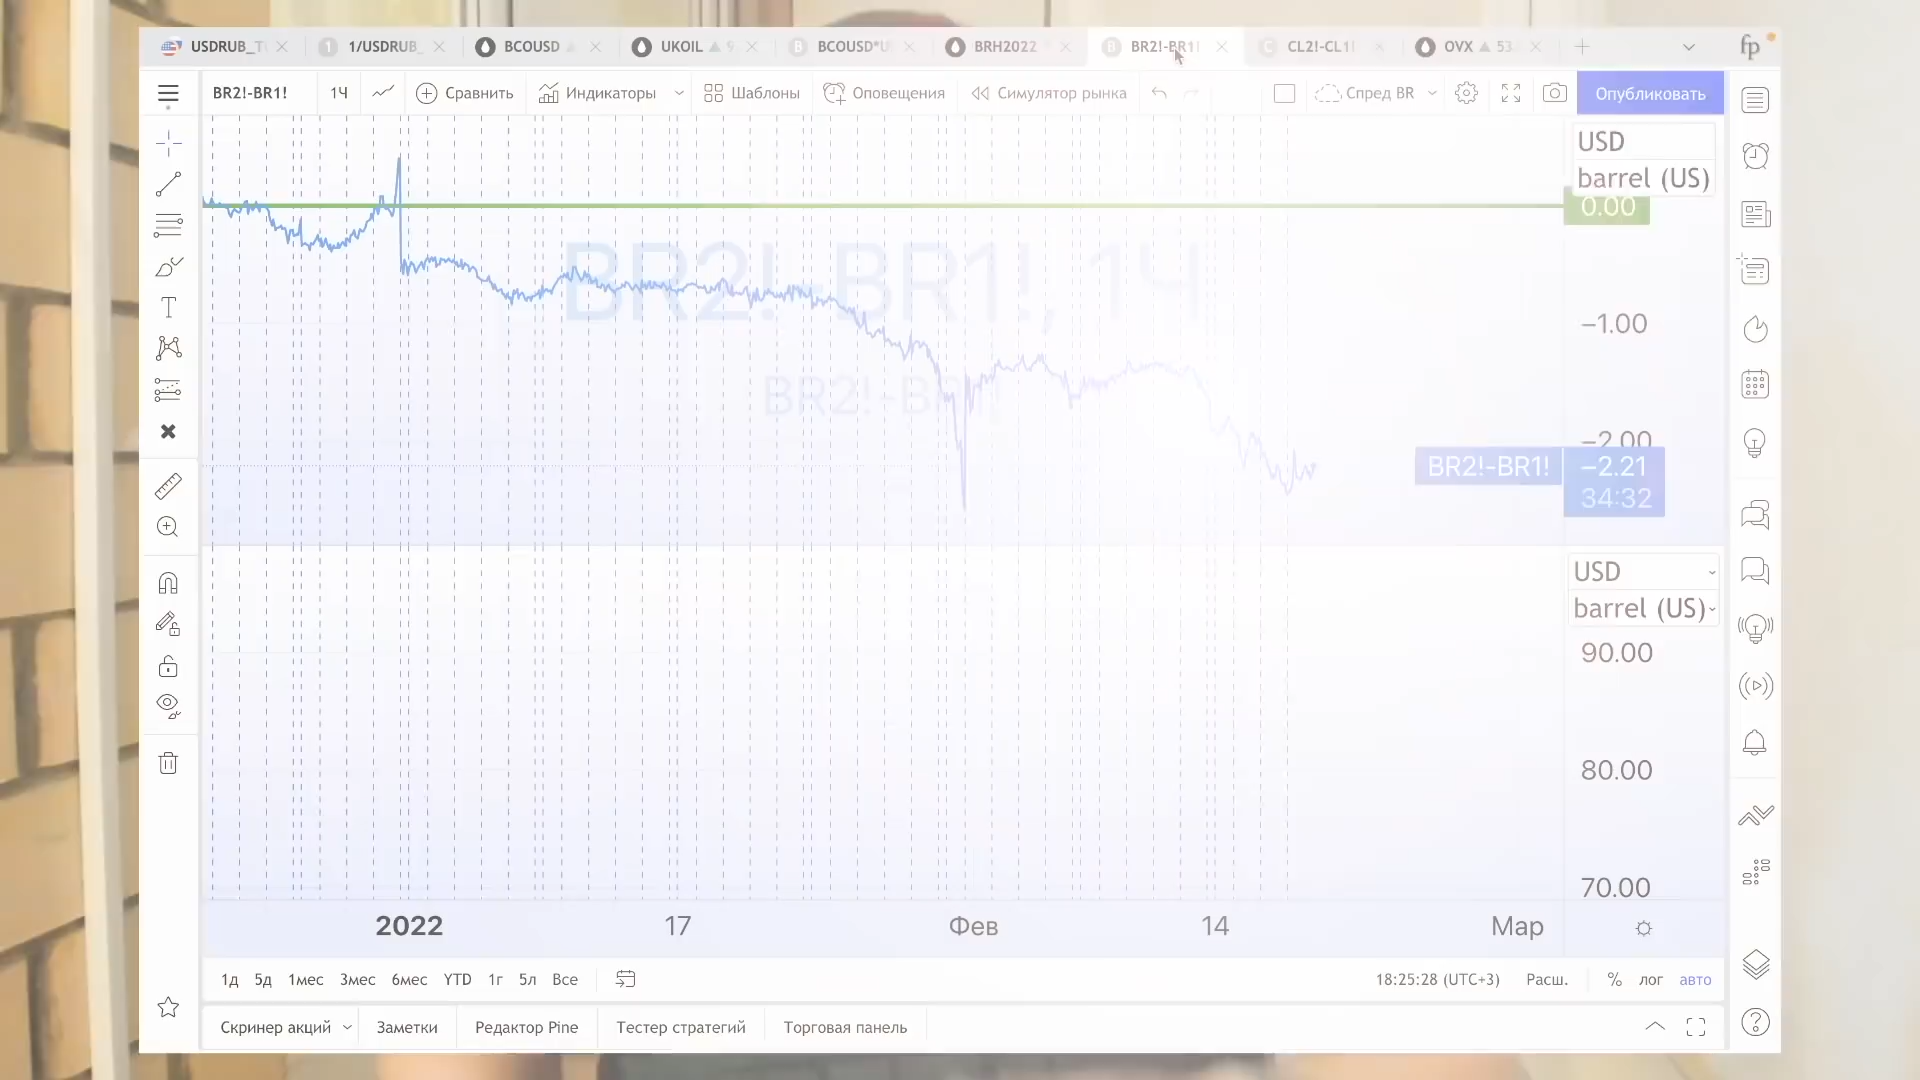 USDRUB_T
1 1/USDRUB_
BCOUSD
UKOIL ▲ 9
B BCOUSD*U
BRH2022
B BR2!-BR1!
C CL2!-CL1!
OVX ▲ 53
fp
BR2!-BR1!
1Ч
Сравнить
Индикаторы
Шаблоны
Оповещения
Симулятор рынка
Спред BR
Опубликовать
USD
barrel (US)
0.00
BR2!-BR1!, 1Ч
−1.00
BR2!-BR1!
−2.00
BR2!-BR1! −2.21
34:32
USD
barrel (US)
90.00
80.00
70.00
2022 17 Фев 14 Мар
1д 5д 1мес 3мес 6мес YTD 1г 5л Все
18:25:28 (UTC+3) Расш. % лог авто
Скринер акций Заметки Редактор Pine Тестер стратегий Торговая панель